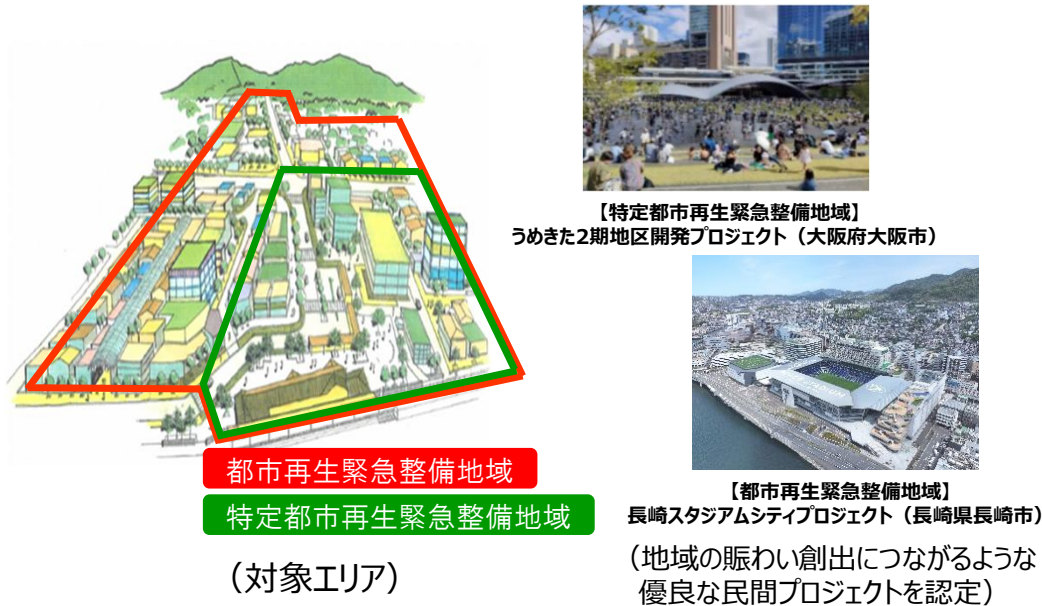 【特定都市再生緊急整備地域】
うめきた2期地区開発プロジェクト（大阪府大阪市）
都市再生緊急整備地域
特定都市再生緊急整備地域
（対象エリア）
【都市再生緊急整備地域】
長崎スタジアムシティプロジェクト（長崎県長崎市）
（地域の賑わい創出につながるような
優良な民間プロジェクトを認定）